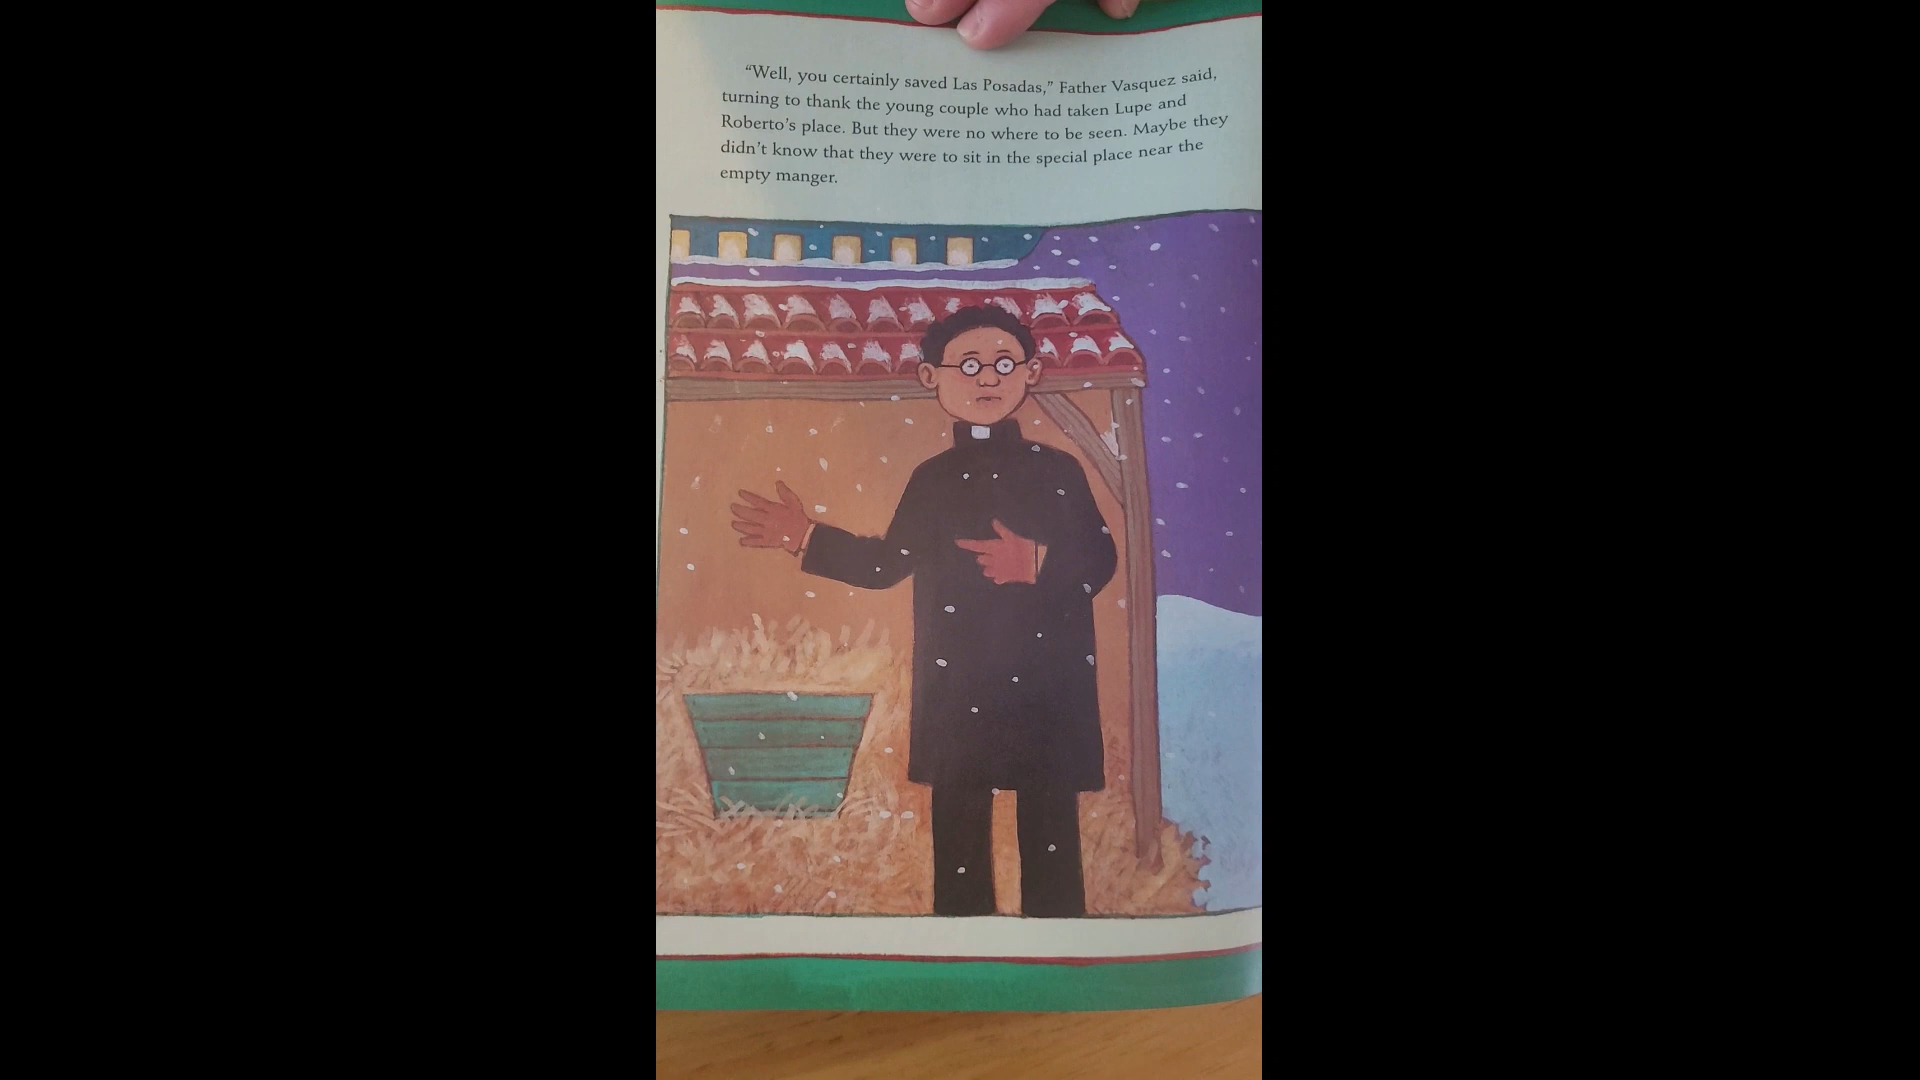 “Well, you certainly saved Las Posadas,” Father Vasquez said,
turning to thank the young couple who had taken Lupe and
Roberto’s place. But they were no where to be seen. Maybe they
didn’t know that they were to sit in the special place near the
empty manger.